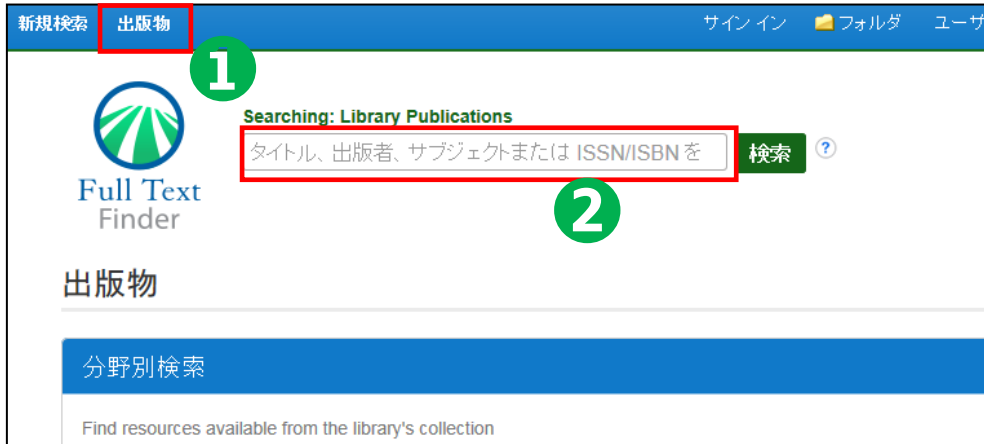 新規検索 出版物 サインイン フォルダ ユーザ
1
Searching: Library Publications
タイトル、出版者、サブジェクトまたは ISSN/ISBN を 検索 ?
2
Full Text
Finder
出版物
分野別検索
Find resources available from the library's collection